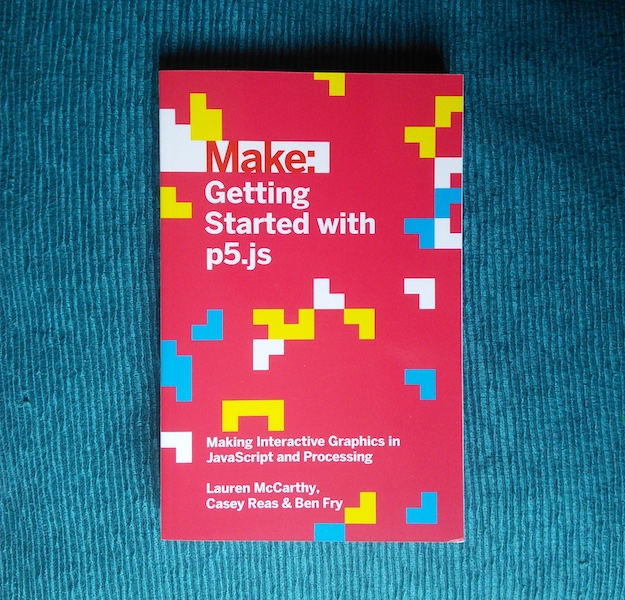 Make:
Getting
Started with
p5.js
Making Interactive Graphics in
JavaScript and Processing
Lauren McCarthy,
Casey Reas & Ben Fry